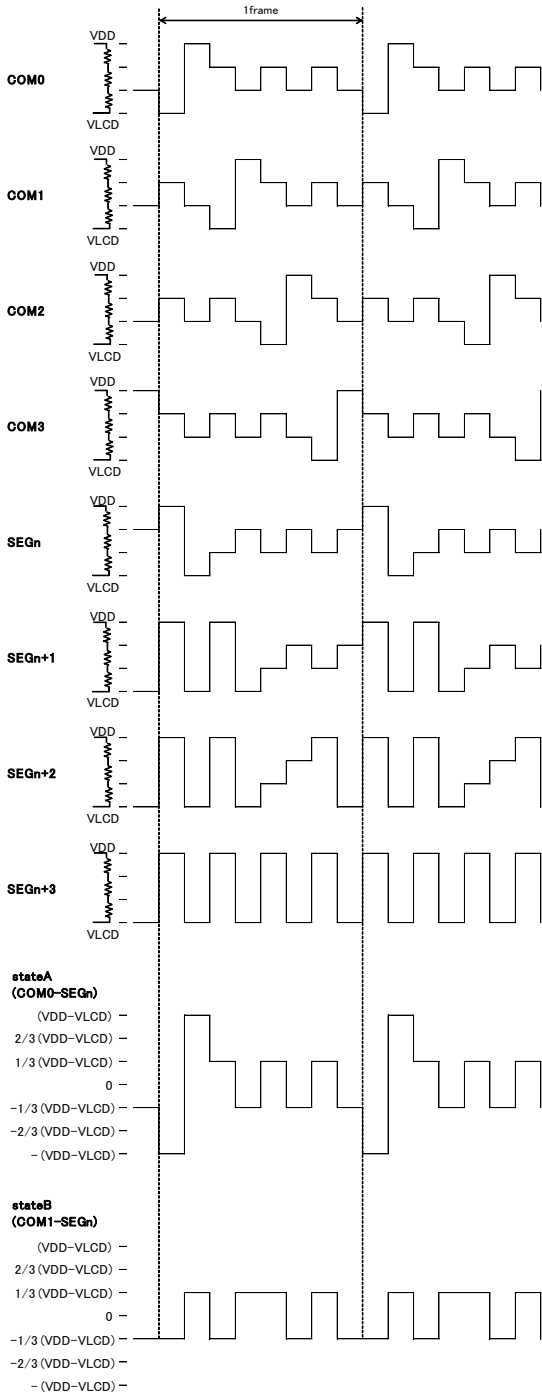 1frame
VDD
COM0
VLCD
VDD
COM1
VLCD
VDD
COM2
VLCD
VDD
COM3
VLCD
VDD
SEGn
VLCD
VDD
SEGn+1
VLCD
VDD
SEGn+2
VLCD
VDD
SEGn+3
VLCD
stateA
(COM0-SEGn)
(VDD-VLCD)
2/3(VDD-VLCD)
1/3(VDD-VLCD)
0
-1/3(VDD-VLCD)
-2/3(VDD-VLCD)
-(VDD-VLCD)
stateB
(COM1-SEGn)
(VDD-VLCD)
2/3(VDD-VLCD)
1/3(VDD-VLCD)
0
-1/3(VDD-VLCD)
-2/3(VDD-VLCD)
-(VDD-VLCD)